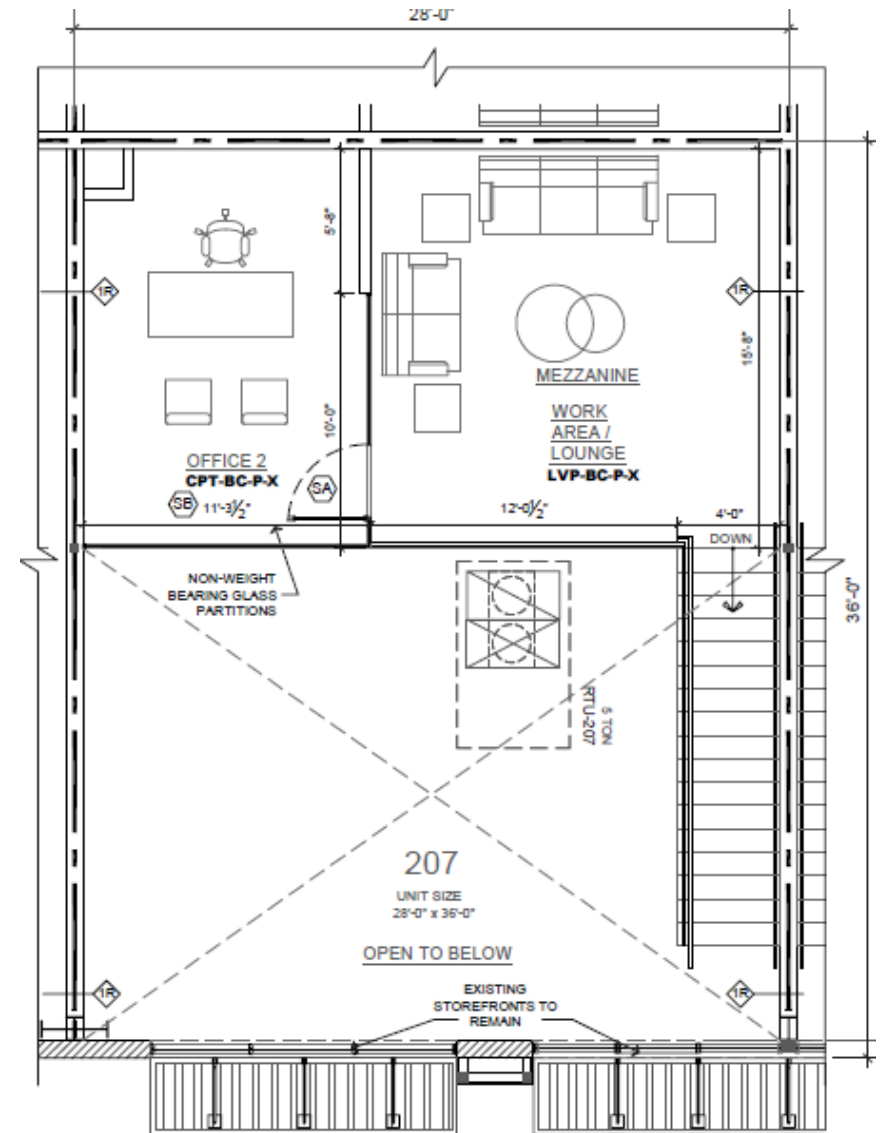 28'-0"
5'-8"
1R
1R
15'-8"
MEZZANINE
WORK
AREA /
LOUNGE
LVP-BC-P-X
10'-0"
OFFICE 2
CPT-BC-P-X
SB
11'-3½"
SA
12'-0½"
4'-0"
DOWN
NON-WEIGHT
BEARING GLASS
PARTITIONS
36'-0"
5 TON
RTU-207
207
UNIT SIZE
28'-0" x 36'-0"
OPEN TO BELOW
1R
1R
EXISTING
STOREFRONTS TO
REMAIN